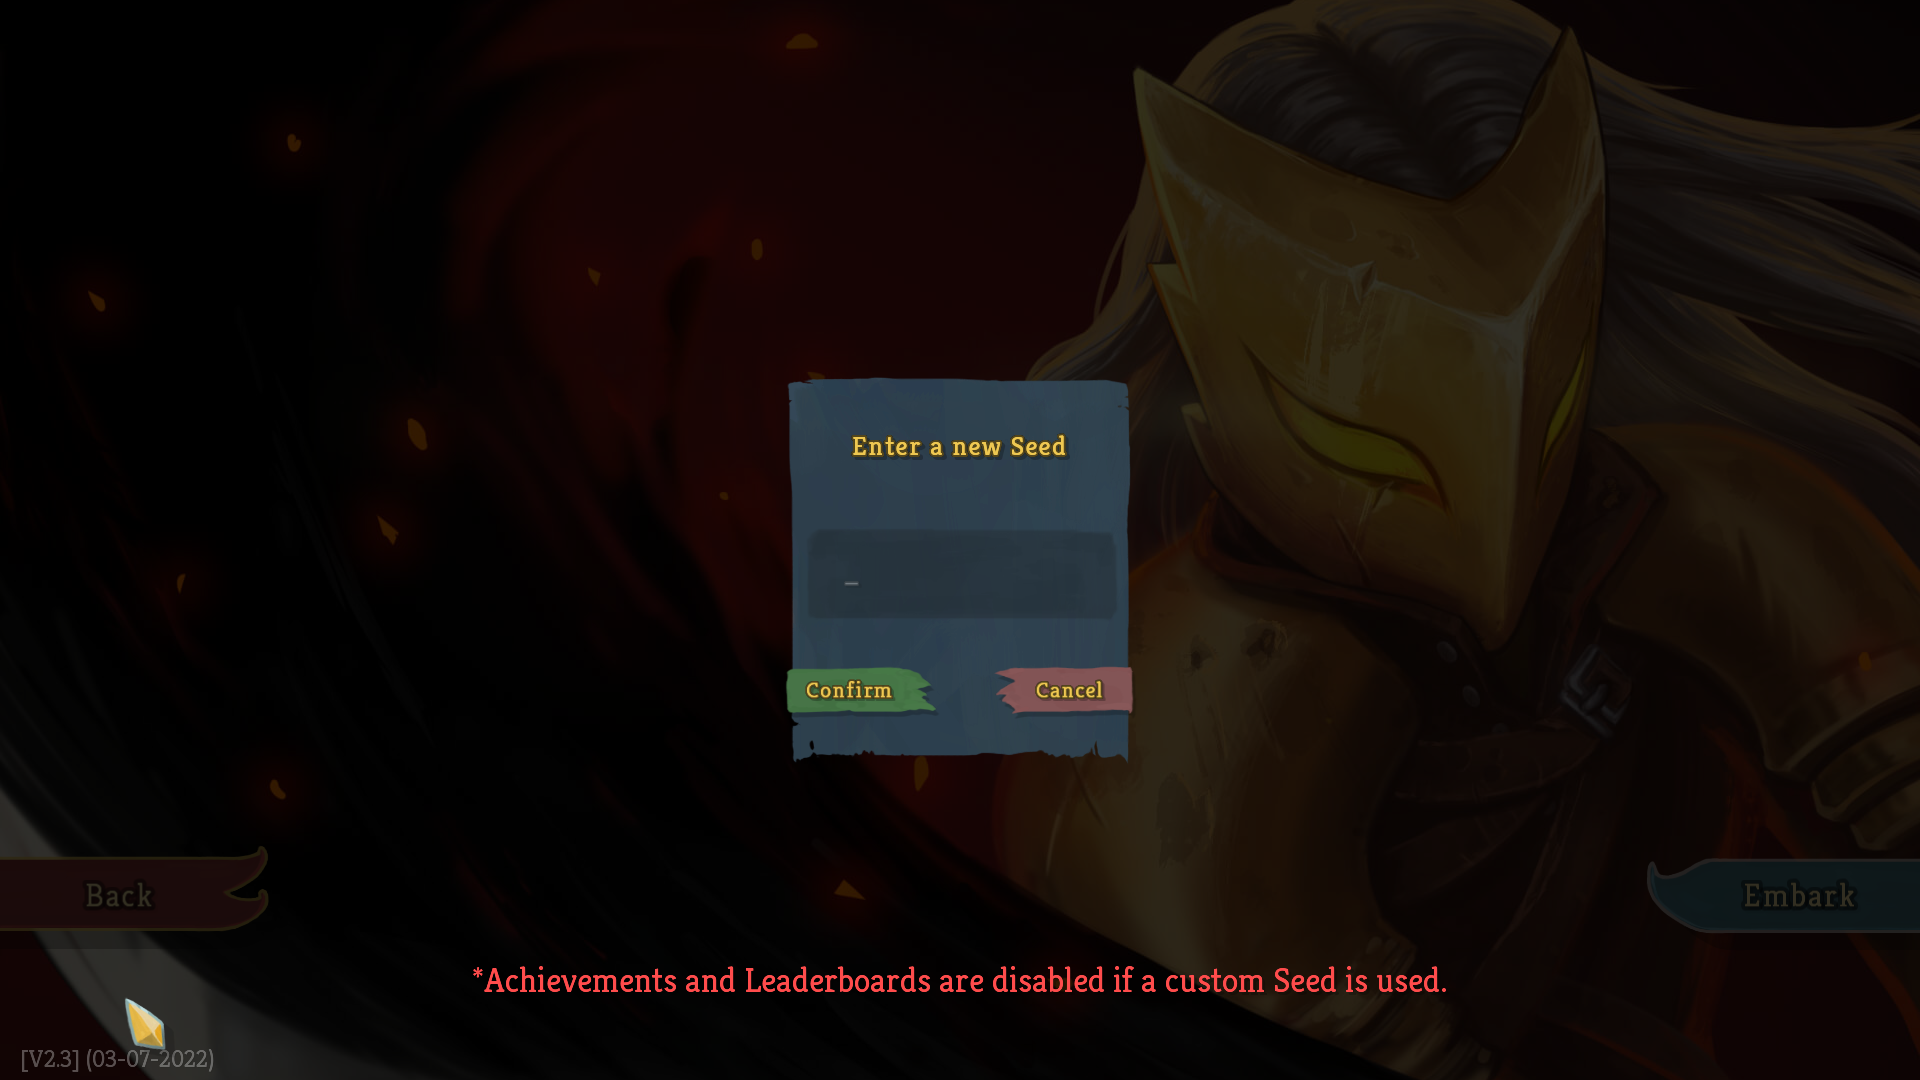 Enter a new Seed
_
Confirm
Cancel
Back
Embark
*Achievements and Leaderboards are disabled if a custom Seed is used.
[V2.3] (03-07-2022)